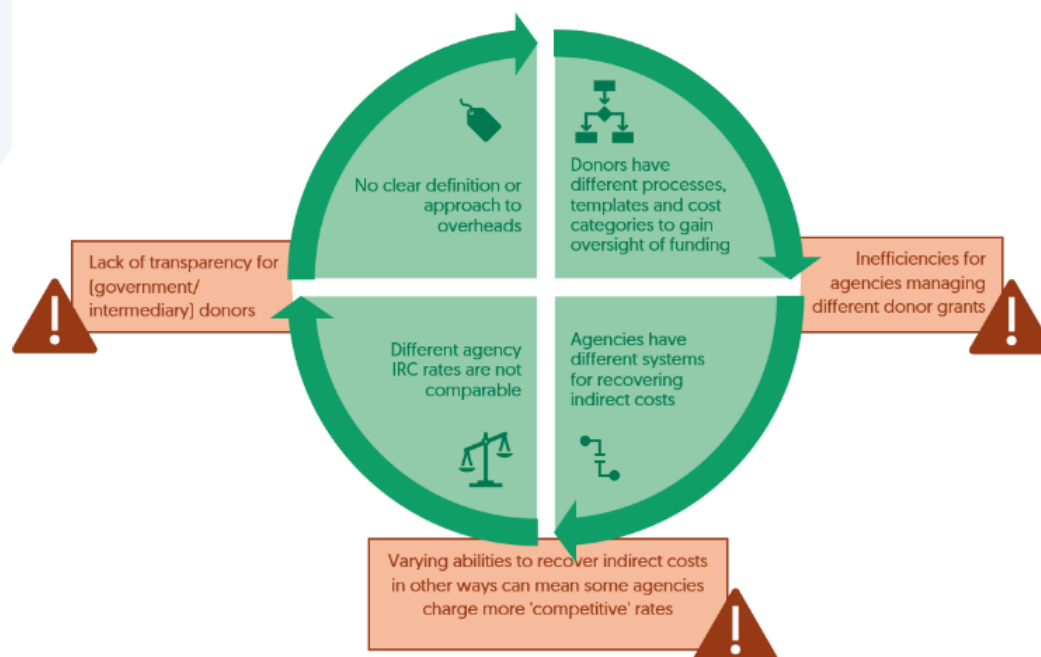 No clear definition or
approach to
overheads
Donors have
different processes,
templates and cost
categories to gain
oversight of funding
Lack of transparency for
(government/
intermediary) donors
Inefficiencies for
agencies managing
different donor grants
Different agency
IRC rates are not
comparable
Agencies have
different systems
for recovering
indirect costs
Varying abilities to recover indirect costs
in other ways can mean some agencies
charge more 'competitive' rates